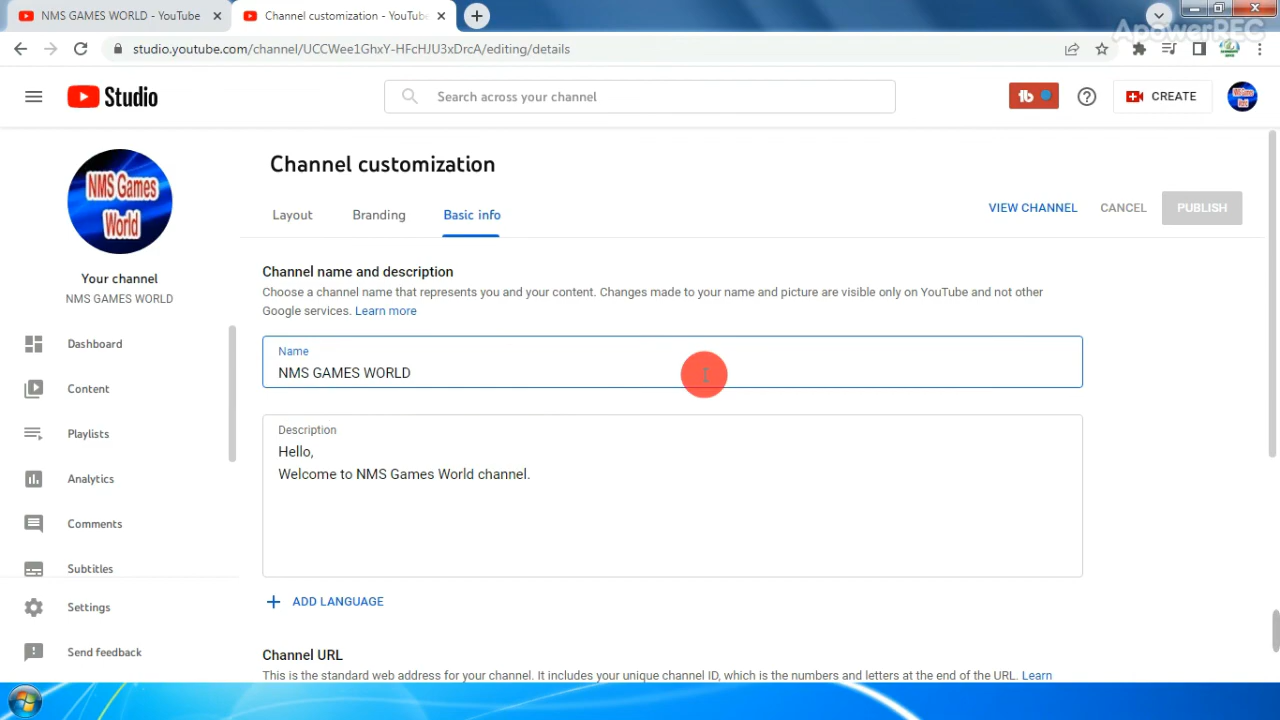 NMS GAMES WORLD - YouTube
Channel customization - YouTube
ApowerREC
studio.youtube.com/channel/UCCWee1GhxY-HFcHJU3xDrcA/editing/details
Studio
Search across your channel
CREATE
NMS Games
World
Your channel
NMS GAMES WORLD
Dashboard
Content
Playlists
Analytics
Comments
Subtitles
Settings
Send feedback
Channel customization
Layout
Branding
Basic info
VIEW CHANNEL
CANCEL
PUBLISH
Channel name and description
Choose a channel name that represents you and your content. Changes made to your name and picture are visible only on YouTube and not other
Google services. Learn more
Name
NMS GAMES WORLD
Description
Hello,
Welcome to NMS Games World channel.
ADD LANGUAGE
Channel URL
This is the standard web address for your channel. It includes your unique channel ID, which is the numbers and letters at the end of the URL. Learn